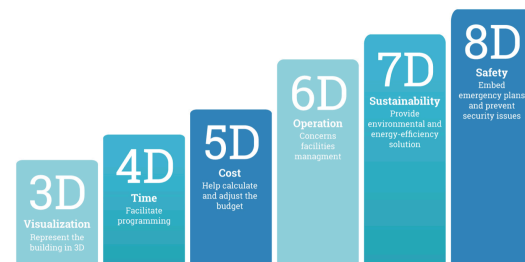 3D
Visualization
Represent the
building in 3D
4D
Time
Facilitate
programming
5D
Cost
Help calculate
and adjust the
budget
6D
Operation
Concerns
facilities
managment
7D
Sustainability
Provide
environmental and
energy-efficiency
solution
8D
Safety
Embed
emergency plans
and prevent
security issues